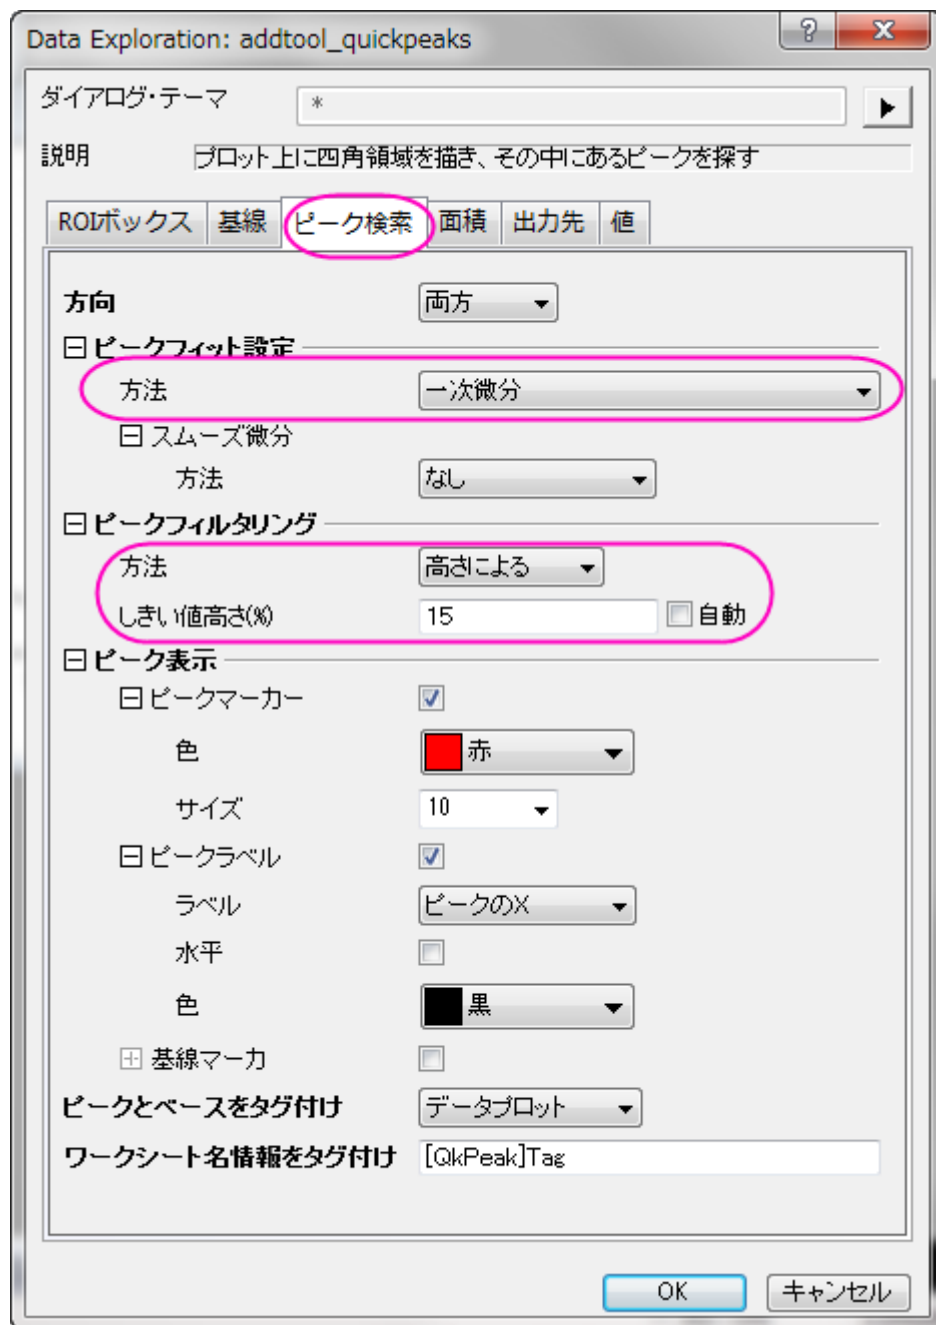 Data Exploration: addtool_quickpeaks
ダイアログ・テーマ *
説明 プロット上に四角領域を描き、その中にあるピークを探す
ROIボックス 基線 ピーク検索 面積 出力先 値
方向 両方
ピークフィット設定
方法 一次微分
スムーズ微分
方法 なし
ピークフィルタリング
方法 高さによる
しきい値高さ(%) 15 自動
ピーク表示
ピークマーカー
色 赤
サイズ 10
ピークラベル
ラベル ピークのX
水平
色 黒
基線マーカ
ピークとベースをタグ付け データプロット
ワークシート名情報をタグ付け [QkPeak]Tag
OK キャンセル